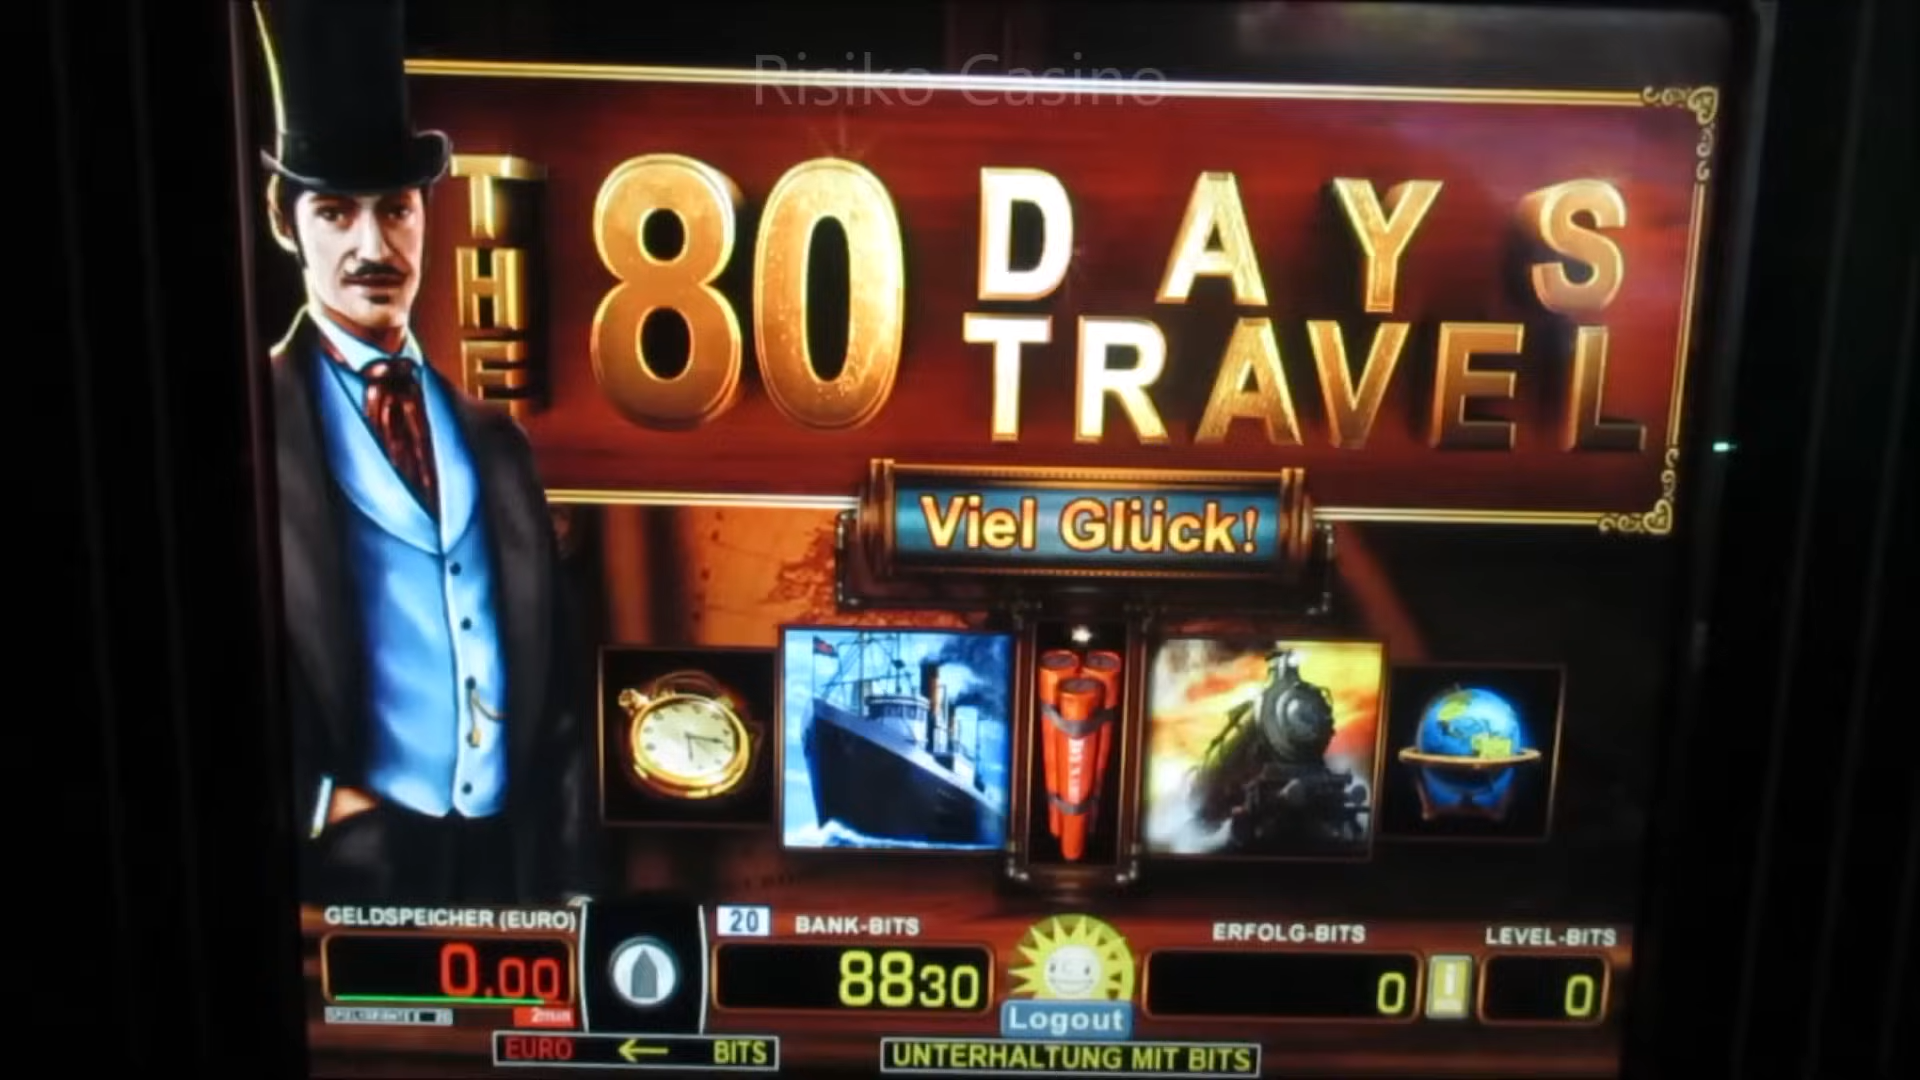 Risiko Casino
THE 80 DAYS
TRAVEL
Viel Glück!
GELDSPEICHER (EURO)
20 BANK-BITS
ERFOLG-BITS
LEVEL-BITS
0.00
8830
0
i
0
2min
Logout
EURO ← BITS
UNTERHALTUNG MIT BITS